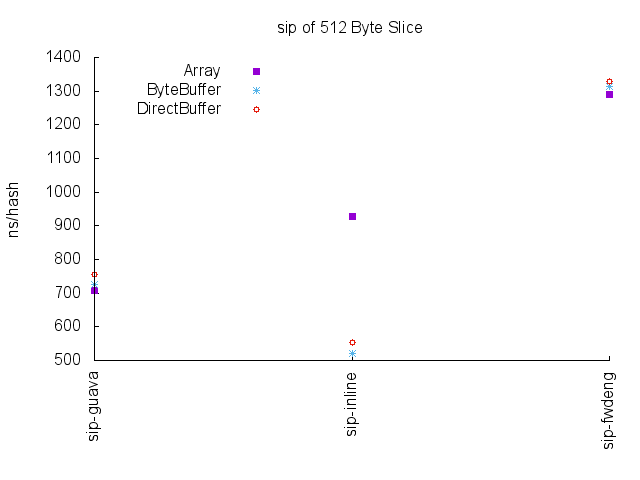 sip of 512 Byte Slice
1400
1300
1200
1100
1000
900
800
700
600
500
ns/hash
Array
ByteBuffer
DirectBuffer
sip-guava
sip-inline
sip-fwdeng